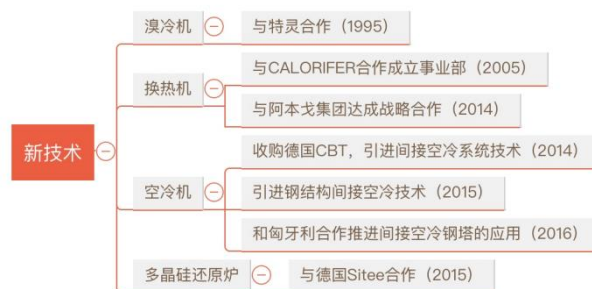 新技术
溴冷机
与特灵合作（1995）
换热机
与CALORIFER合作成立事业部（2005）
与阿本戈集团达成战略合作（2014）
空冷机
收购德国CBT，引进间接空冷系统技术（2014）
引进钢结构间接空冷技术（2015）
和匈牙利合作推进间接空冷钢塔的应用（2016）
多晶硅还原炉
与德国Sitee合作（2015）